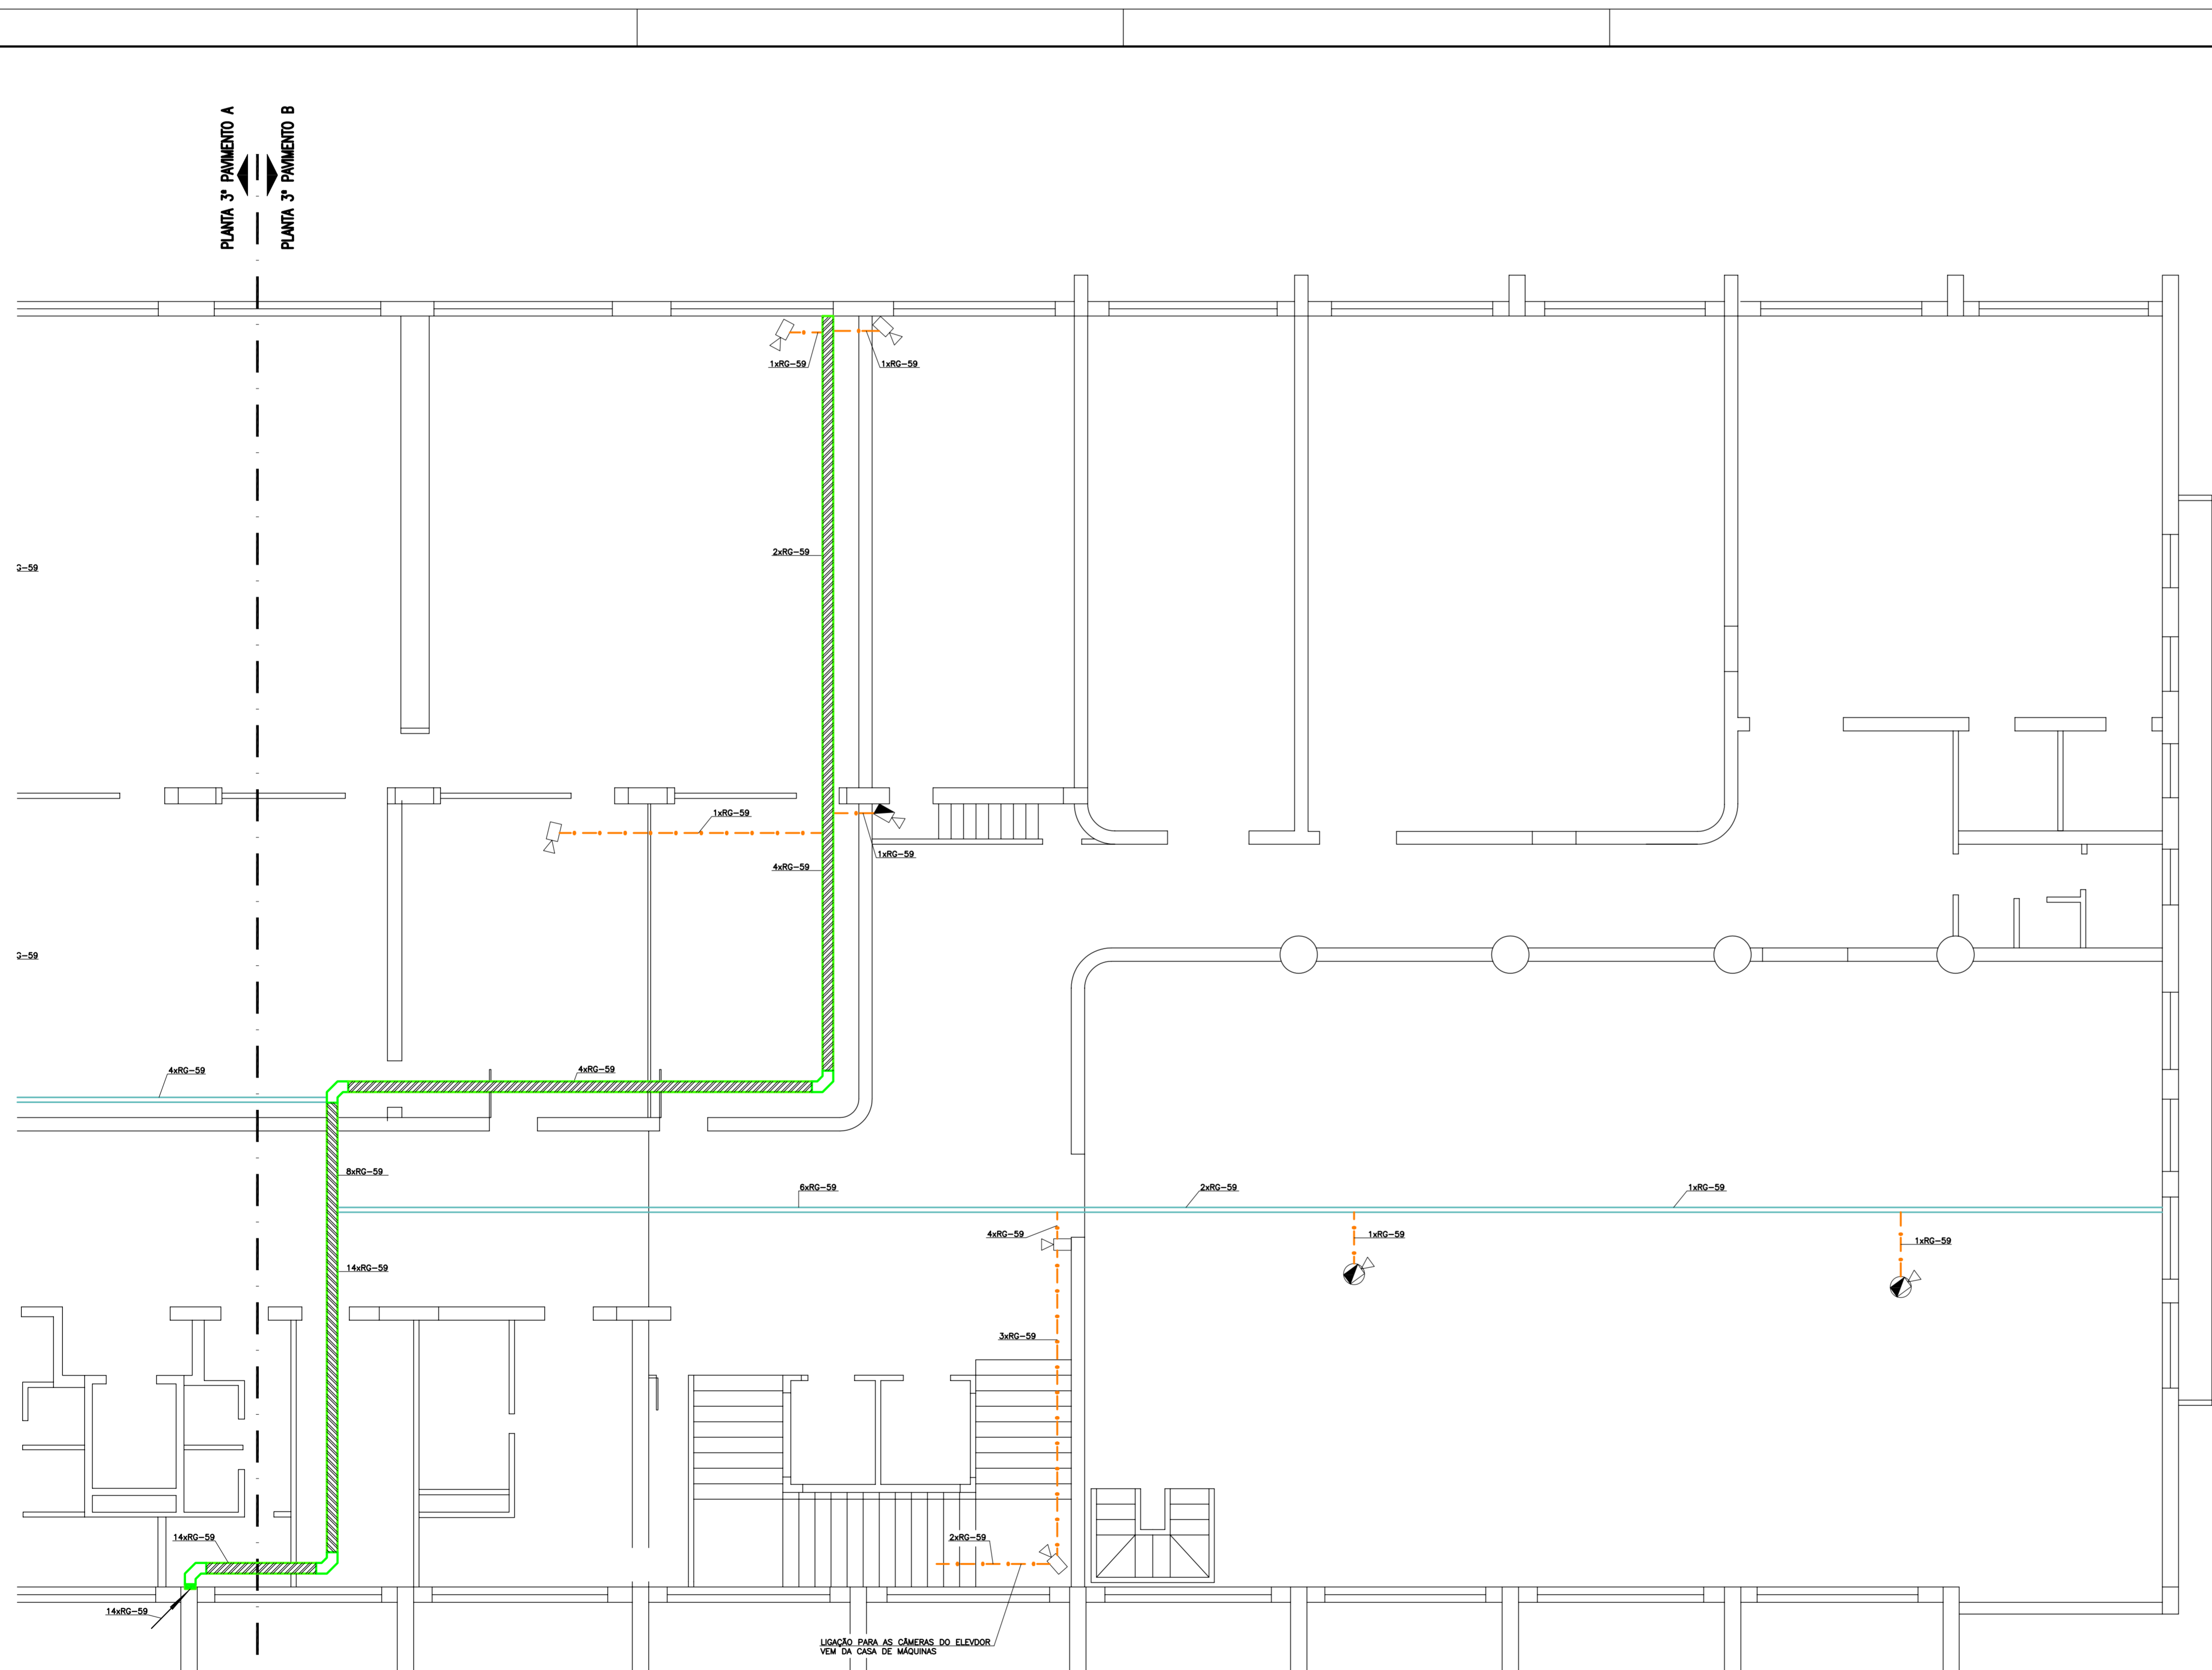 PLANTA 3º PAVIMENTO A
PLANTA 3º PAVIMENTO B
1xRG-59
1xRG-59
2xRG-59
G-59
1xRG-59
1xRG-59
4xRG-59
G-59
4xRG-59
4xRG-59
8xRG-59
6xRG-59
2xRG-59
1xRG-59
4xRG-59
1xRG-59
1xRG-59
14xRG-59
3xRG-59
14xRG-59
2xRG-59
14xRG-59
LIGAÇÃO PARA AS CÂMERAS DO ELEVDOR
VEM DA CASA DE MÁQUINAS